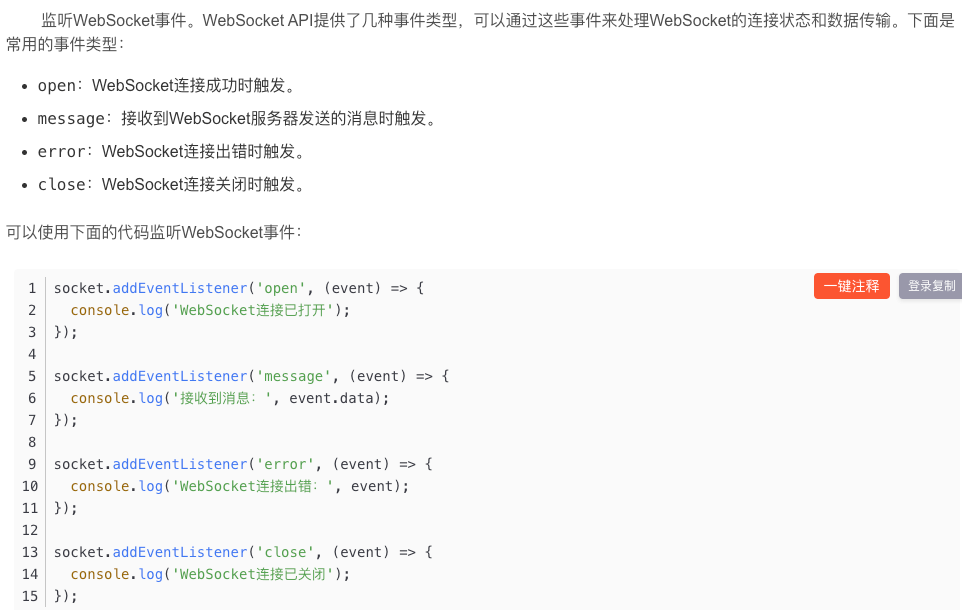 监听WebSocket事件。WebSocket API提供了几种事件类型，可以通过这些事件来处理WebSocket的连接状态和数据传输。下面是
常用的事件类型：
• open：WebSocket连接成功时触发。
• message：接收到WebSocket服务器发送的消息时触发。
• error：WebSocket连接出错时触发。
• close：WebSocket连接关闭时触发。
可以使用下面的代码监听WebSocket事件：
一键注释 登录复制
1 socket.addEventListener('open', (event) => {
2   console.log('WebSocket连接已打开');
3 });
4
5 socket.addEventListener('message', (event) => {
6   console.log('接收到消息：', event.data);
7 });
8
9 socket.addEventListener('error', (event) => {
10   console.log('WebSocket连接出错：', event);
11 });
12
13 socket.addEventListener('close', (event) => {
14   console.log('WebSocket连接已关闭');
15 });